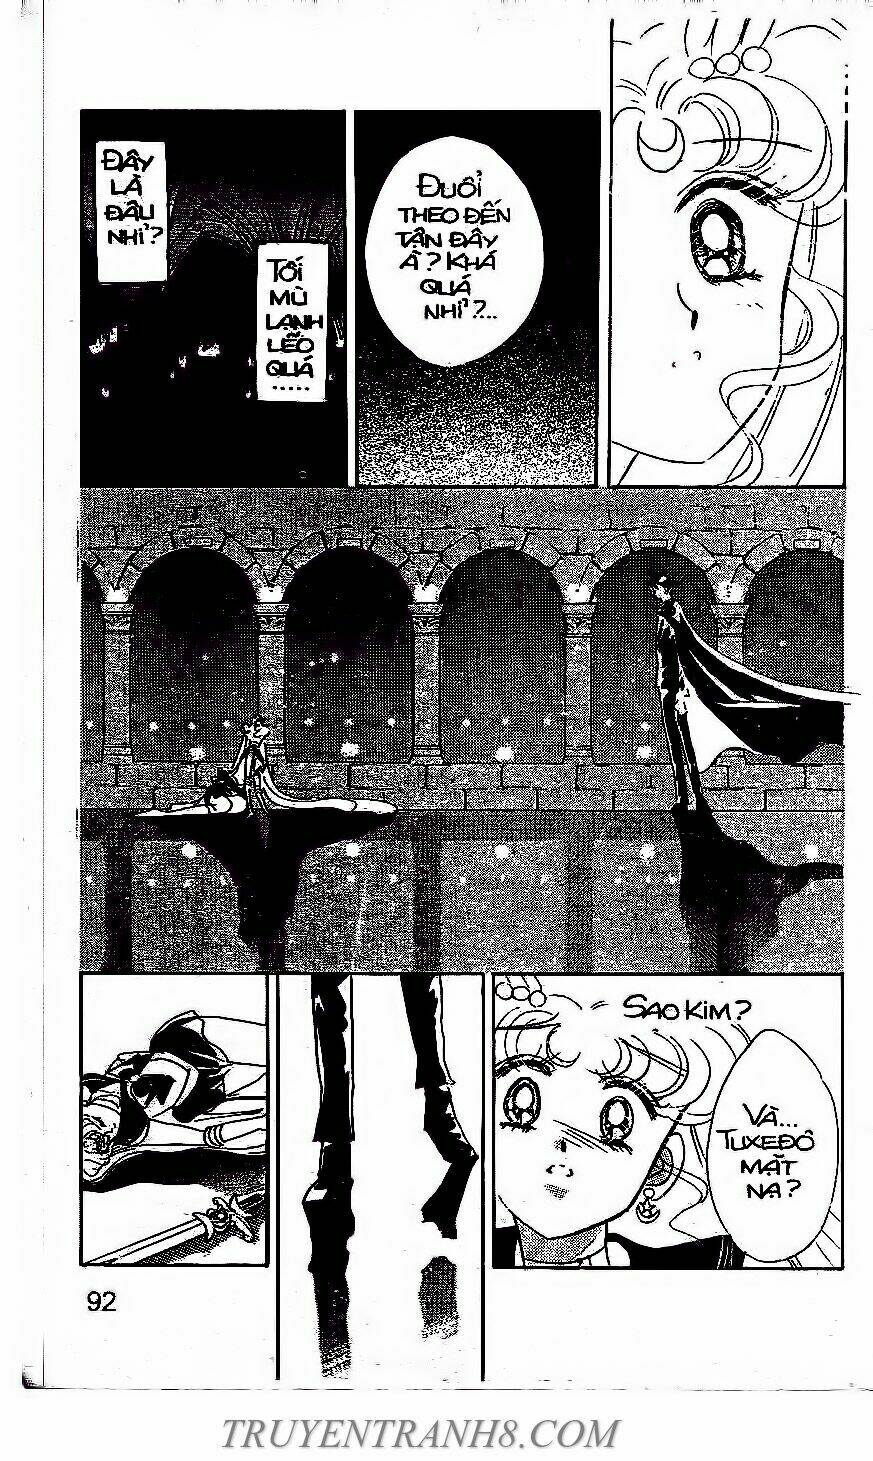 ĐÂY
LÀ
ĐÂU
NHỈ?
TỐI
MÙ
LẠNH
LẼO
QUÁ
.....
ĐUỔI
THEO ĐẾN
TẬN ĐÂY
À? KHÁ
QUÁ
NHỈ?...
SAO KIM?
VÀ...
TUXEĐÔ
MẶT
NẠ?
92
TRUYENTRANH8.COM